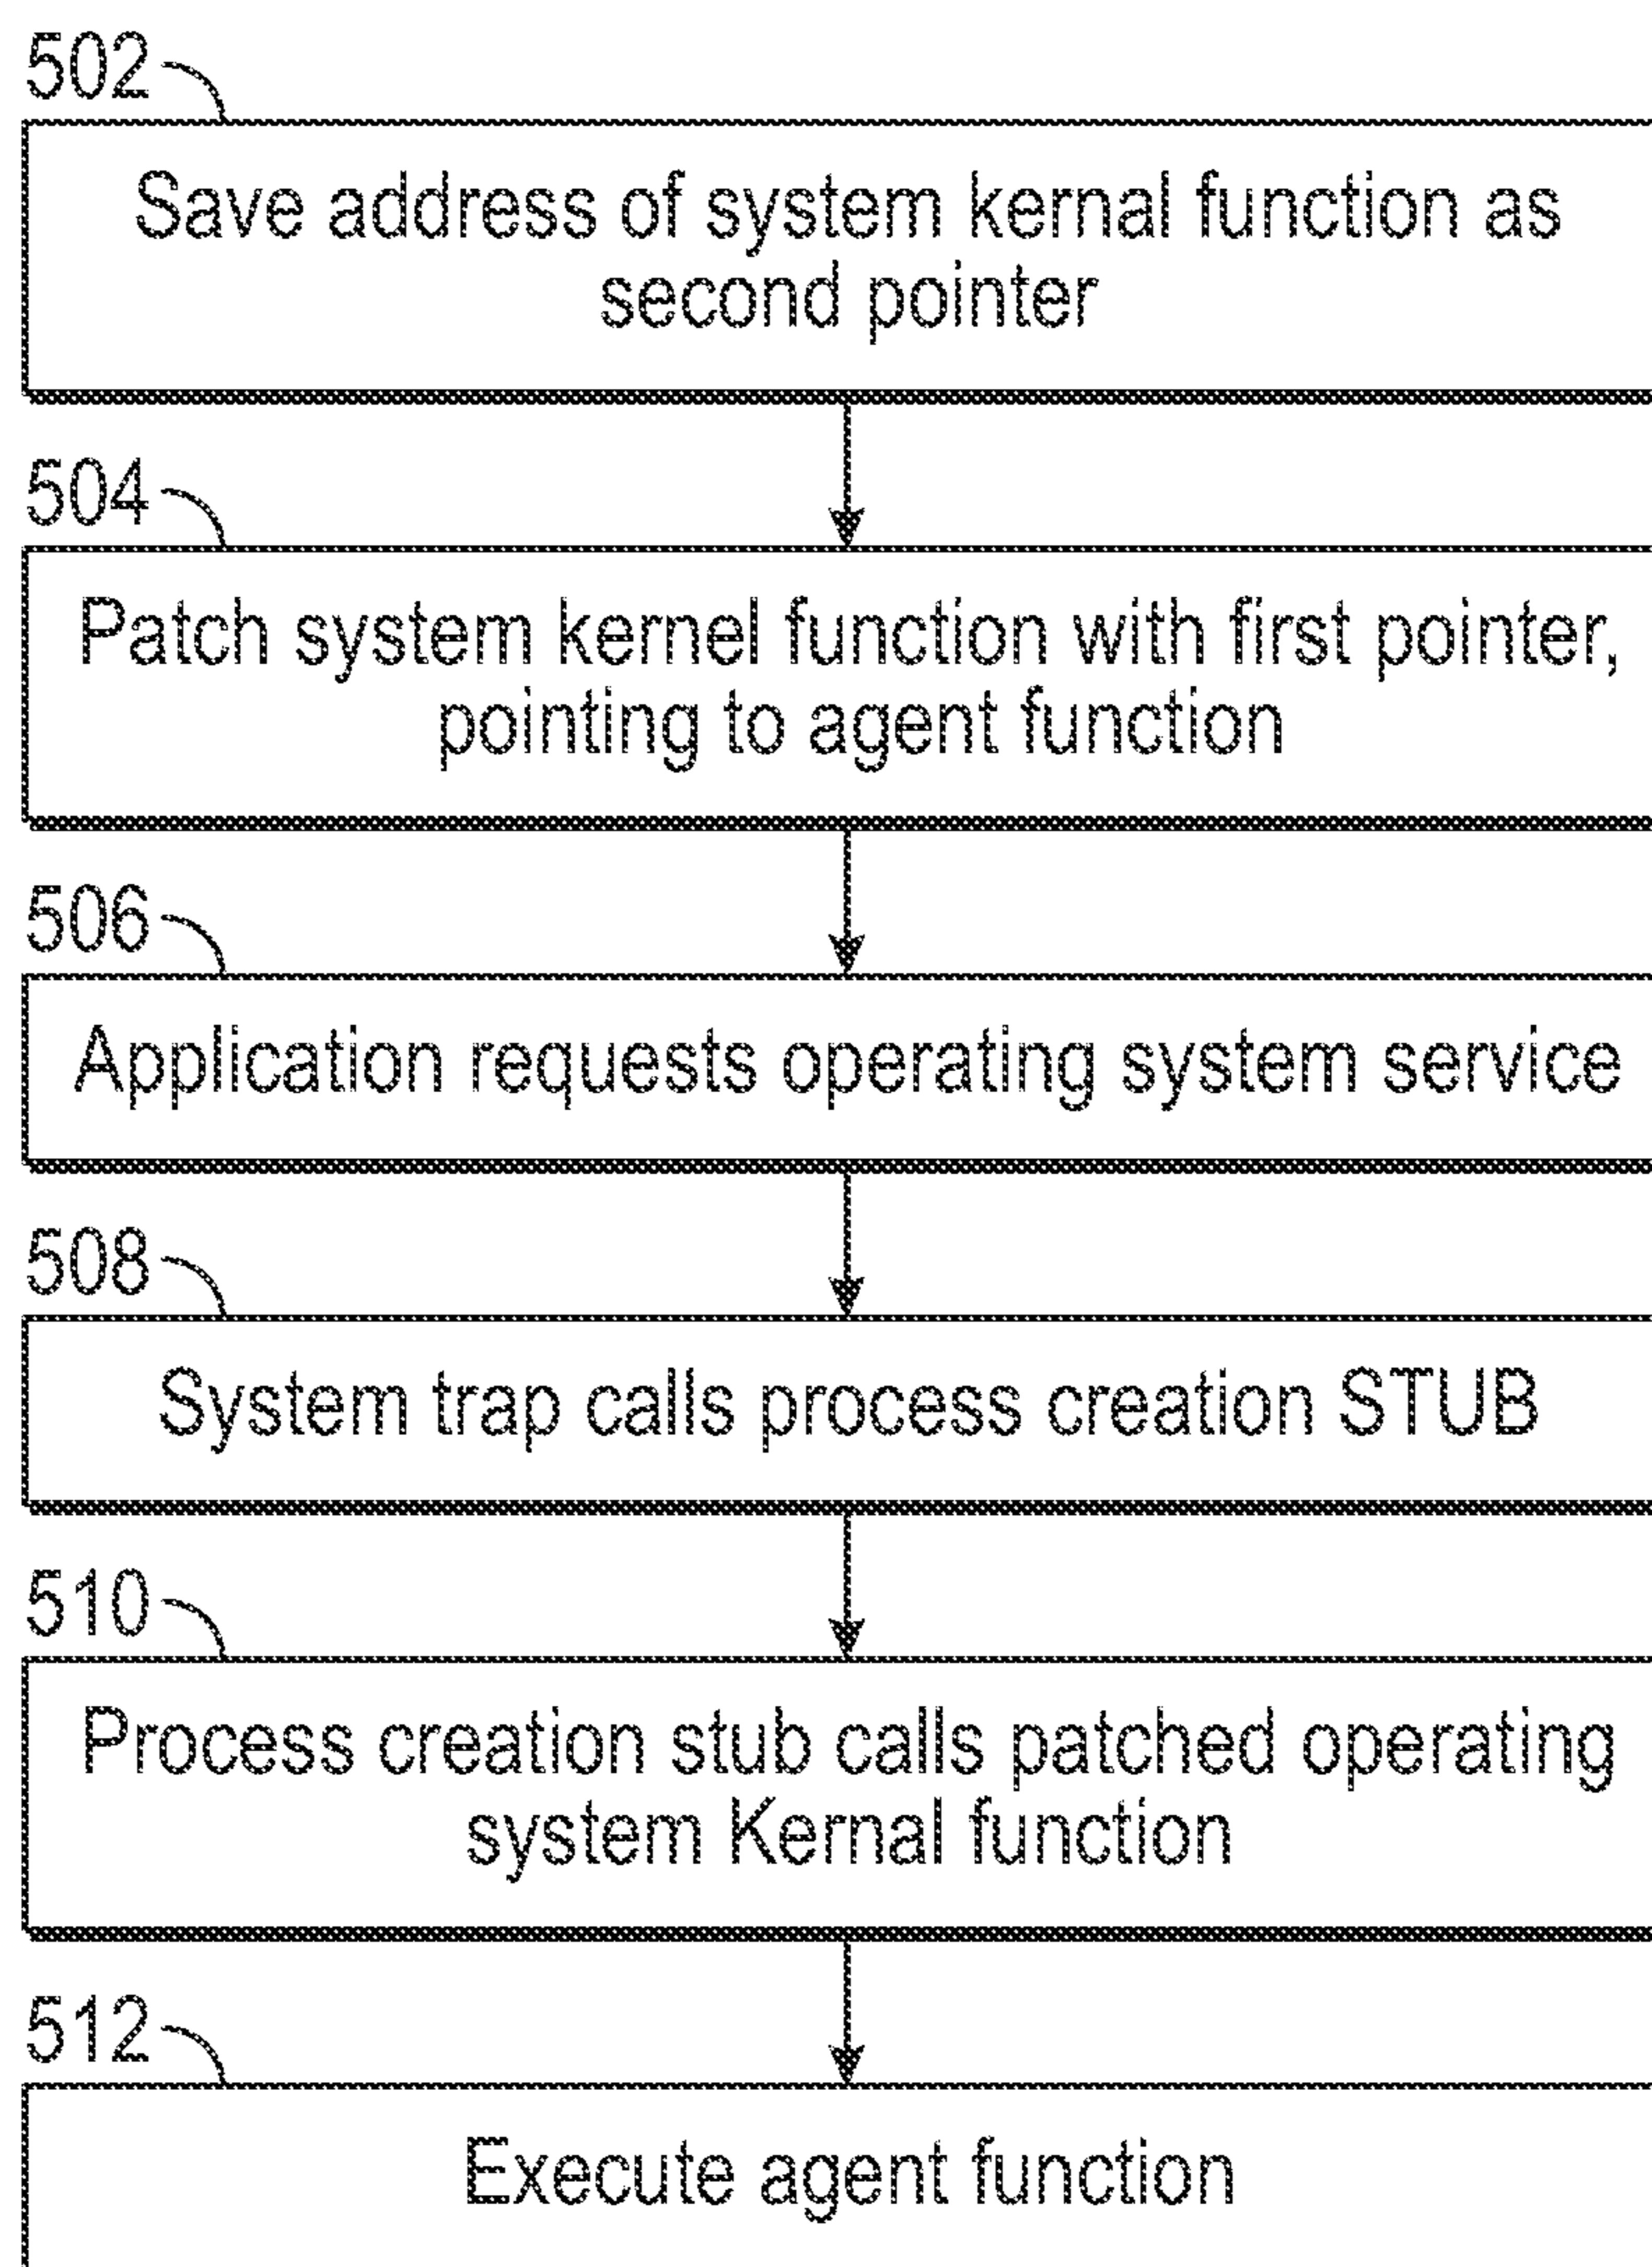 502
Save address of system kernal function as
second pointer
504
Patch system kernel function with first pointer,
pointing to agent function
506
Application requests operating system service
508
System trap calls process creation STUB
510
Process creation stub calls patched operating
system Kernal function
512
Execute agent function